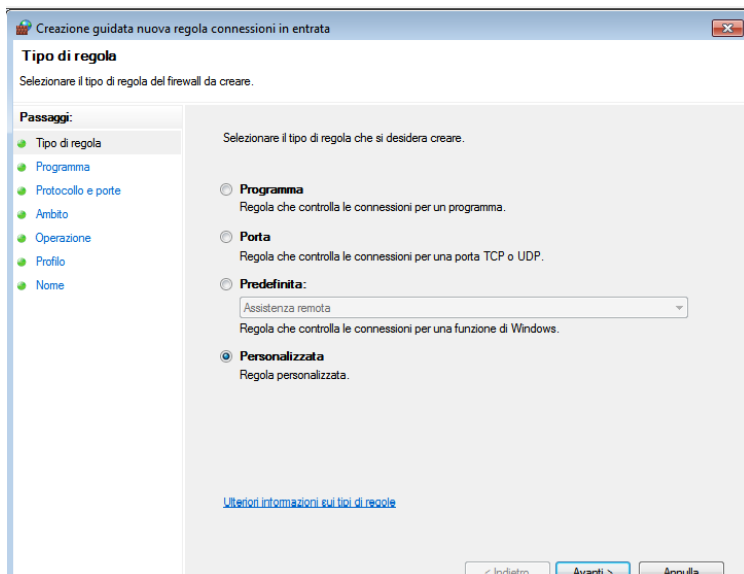 Creazione guidata nuova regola connessioni in entrata
Tipo di regola
Selezionare il tipo di regola del firewall da creare.
Passaggi:
Tipo di regola
Programma
Protocollo e porte
Ambito
Operazione
Profilo
Nome
Selezionare il tipo di regola che si desidera creare.
Programma
Regola che controlla le connessioni per un programma.
Porta
Regola che controlla le connessioni per una porta TCP o UDP.
Predefinita:
Assistenza remota
Regola che controlla le connessioni per una funzione di Windows.
Personalizzata
Regola personalizzata.
Ulteriori informazioni sui tipi di regole
< Indietro
Avanti >
Annulla